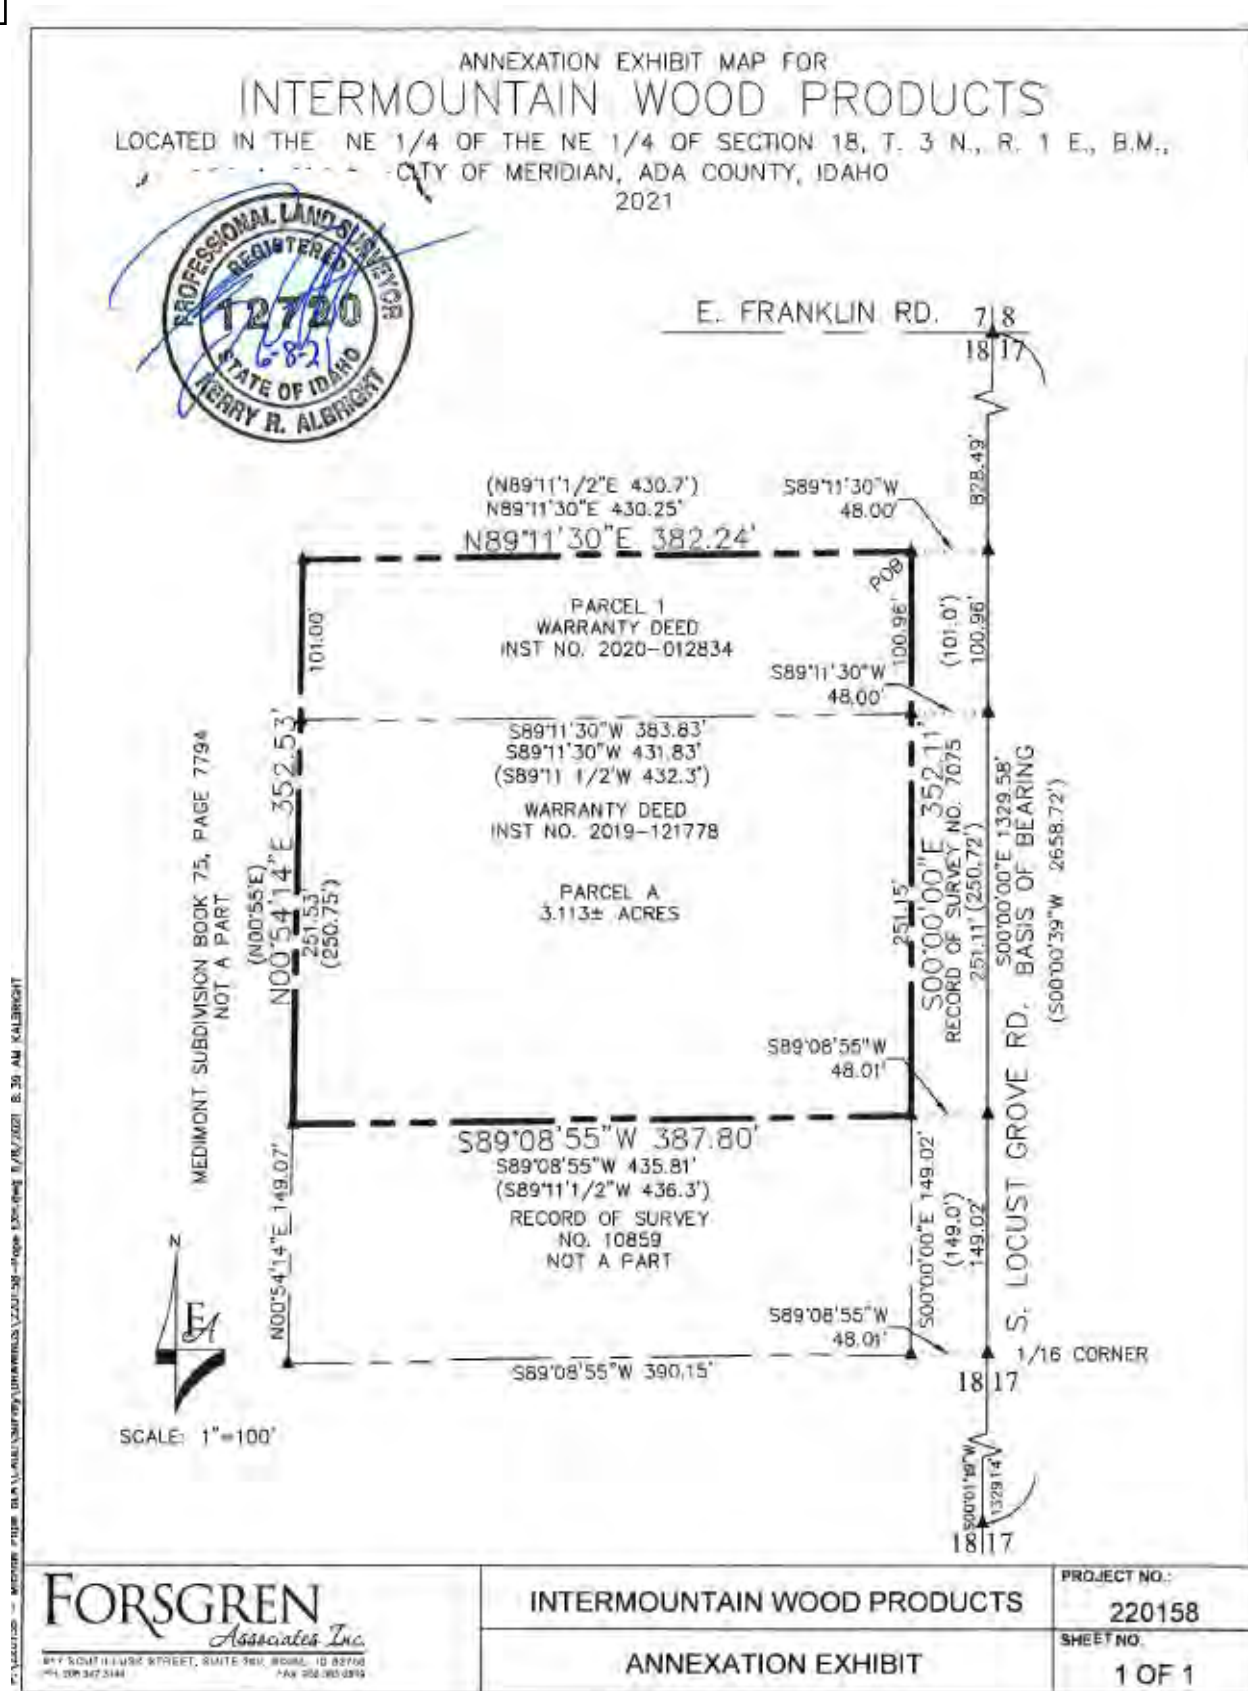 ANNEXATION EXHIBIT MAP FOR
INTERMOUNTAIN WOOD PRODUCTS
LOCATED IN THE NE 1/4 OF THE NE 1/4 OF SECTION 18, T. 3 N., R. 1 E., B.M.,
CITY OF MERIDIAN, ADA COUNTY, IDAHO
2021
PROFESSIONAL LAND SURVEYOR
REGISTERED
12720
6-8-21
STATE OF IDAHO
KERRY R. ALBRIGHT
E. FRANKLIN RD.
7 8
18 17
828.49'
(N89°11'1/2"E 430.7')
N89°11'30"E 430.25'
N89°11'30"E 382.24'
S89°11'30"W
48.00'
POB
PARCEL 1
WARRANTY DEED
INST NO. 2020-012834
101.00'
100.96'
(101.0')
100.96'
S89°11'30"W
48.00'
S89°11'30"W 383.83'
S89°11'30"W 431.83'
(S89°11 1/2'W 432.3')
WARRANTY DEED
INST NO. 2019-121778
PARCEL A
3.113± ACRES
MEDIMONT SUBDIVISION BOOK 75, PAGE 7794
NOT A PART
(N00°55'E)
N00°54'14"E 352.53'
251.53'
(250.75')
251.15'
S00°00'00"E 352.11'
RECORD OF SURVEY NO. 7075
251.11' (250.72')
S00°00'00"E 1329.58'
BASIS OF BEARING
(S00°00'39"W 2658.72')
S. LOCUST GROVE RD.
S89°08'55"W
48.01'
S89°08'55"W 387.80'
S89°08'55"W 435.81'
(S89°11'1/2"W 436.3')
RECORD OF SURVEY
NO. 10859
NOT A PART
N00°54'14"E 149.07'
S00°00'00"E 149.02'
(149.0')
149.02'
S89°08'55"W
48.01'
S89°08'55"W 390.15'
1/16 CORNER
18 17
N
EA
SCALE: 1"=100'
S00°01'19"W
1329.14'
18 17
FORSGREN
Associates Inc.
INTERMOUNTAIN WOOD PRODUCTS
ANNEXATION EXHIBIT
PROJECT NO.:
220158
SHEET NO.
1 OF 1